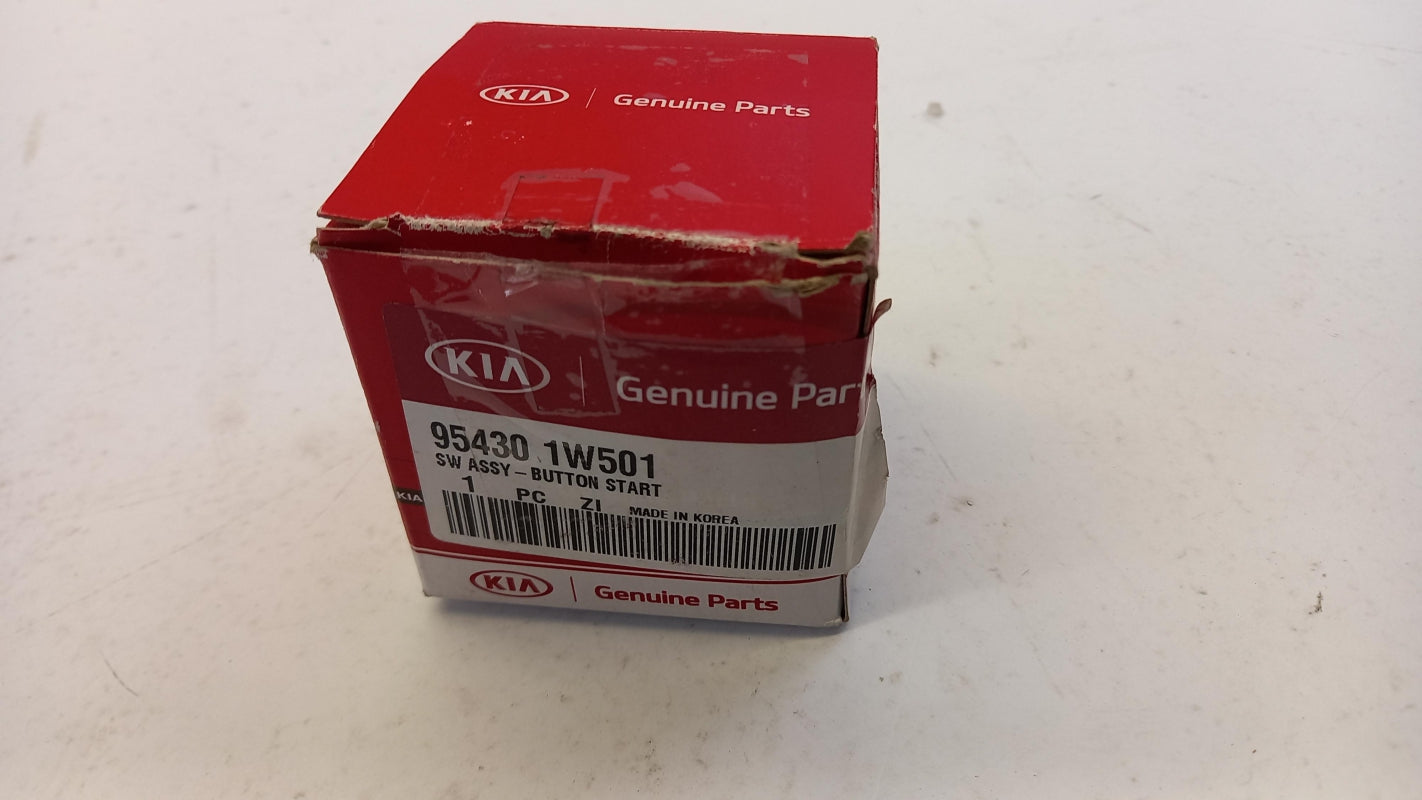 KIA | Genuine Parts
KIA | Genuine Par
95430 1W501
SW ASSY - BUTTON START
1 PC ZI MADE IN KOREA
KIA
KIA | Genuine Parts